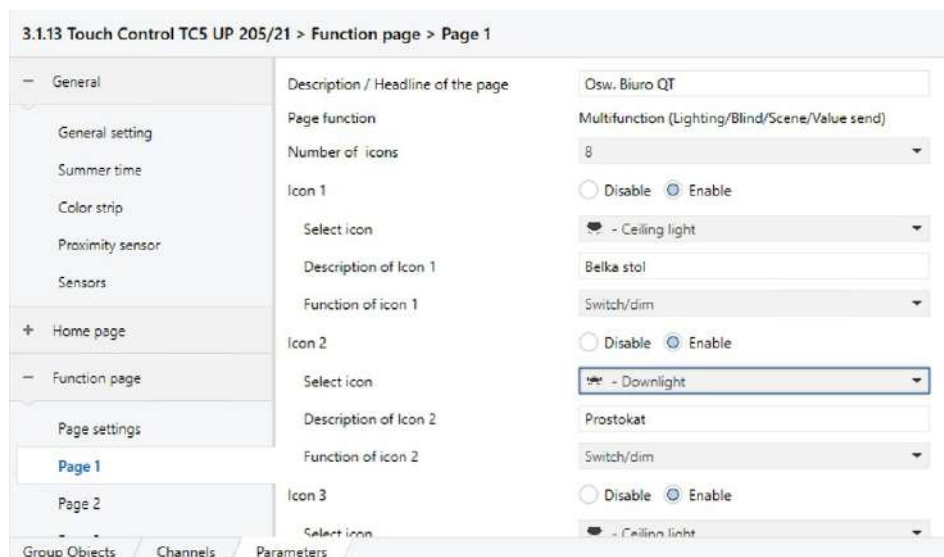 3.1.13 Touch Control TC5 UP 205/21 > Function page > Page 1
− General
General setting
Summer time
Color strip
Proximity sensor
Sensors
+ Home page
− Function page
Page settings
Page 1
Page 2
Description / Headline of the page Osw. Biuro QT
Page function Multifunction (Lighting/Blind/Scene/Value send)
Number of icons 8
Icon 1 Disable Enable
Select icon - Ceiling light
Description of Icon 1 Belka stol
Function of icon 1 Switch/dim
Icon 2 Disable Enable
Select icon - Downlight
Description of Icon 2 Prostokat
Function of icon 2 Switch/dim
Icon 3 Disable Enable
Select icon - Ceiling light
Group Objects Channels Parameters